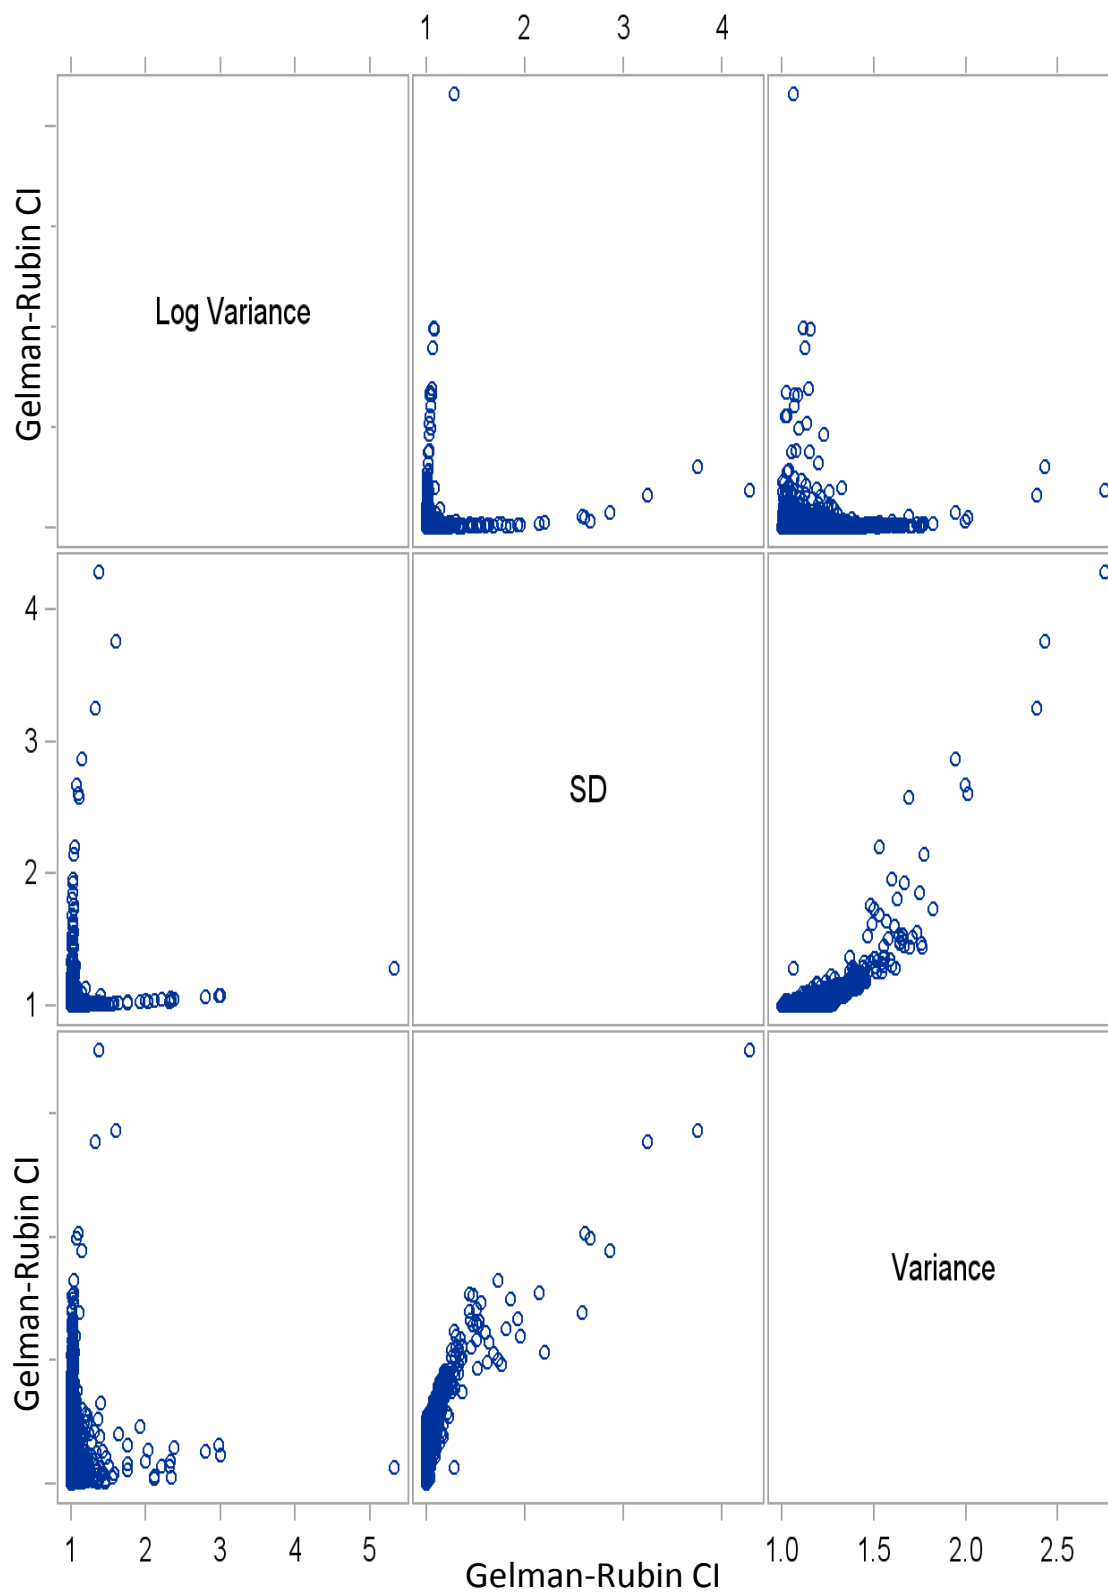 1 2 3 4
Gelman-Rubin CI
Log Variance
4
3
2
1
SD
Gelman-Rubin CI
Variance
1 2 3 4 5
1.0 1.5 2.0 2.5
Gelman-Rubin CI